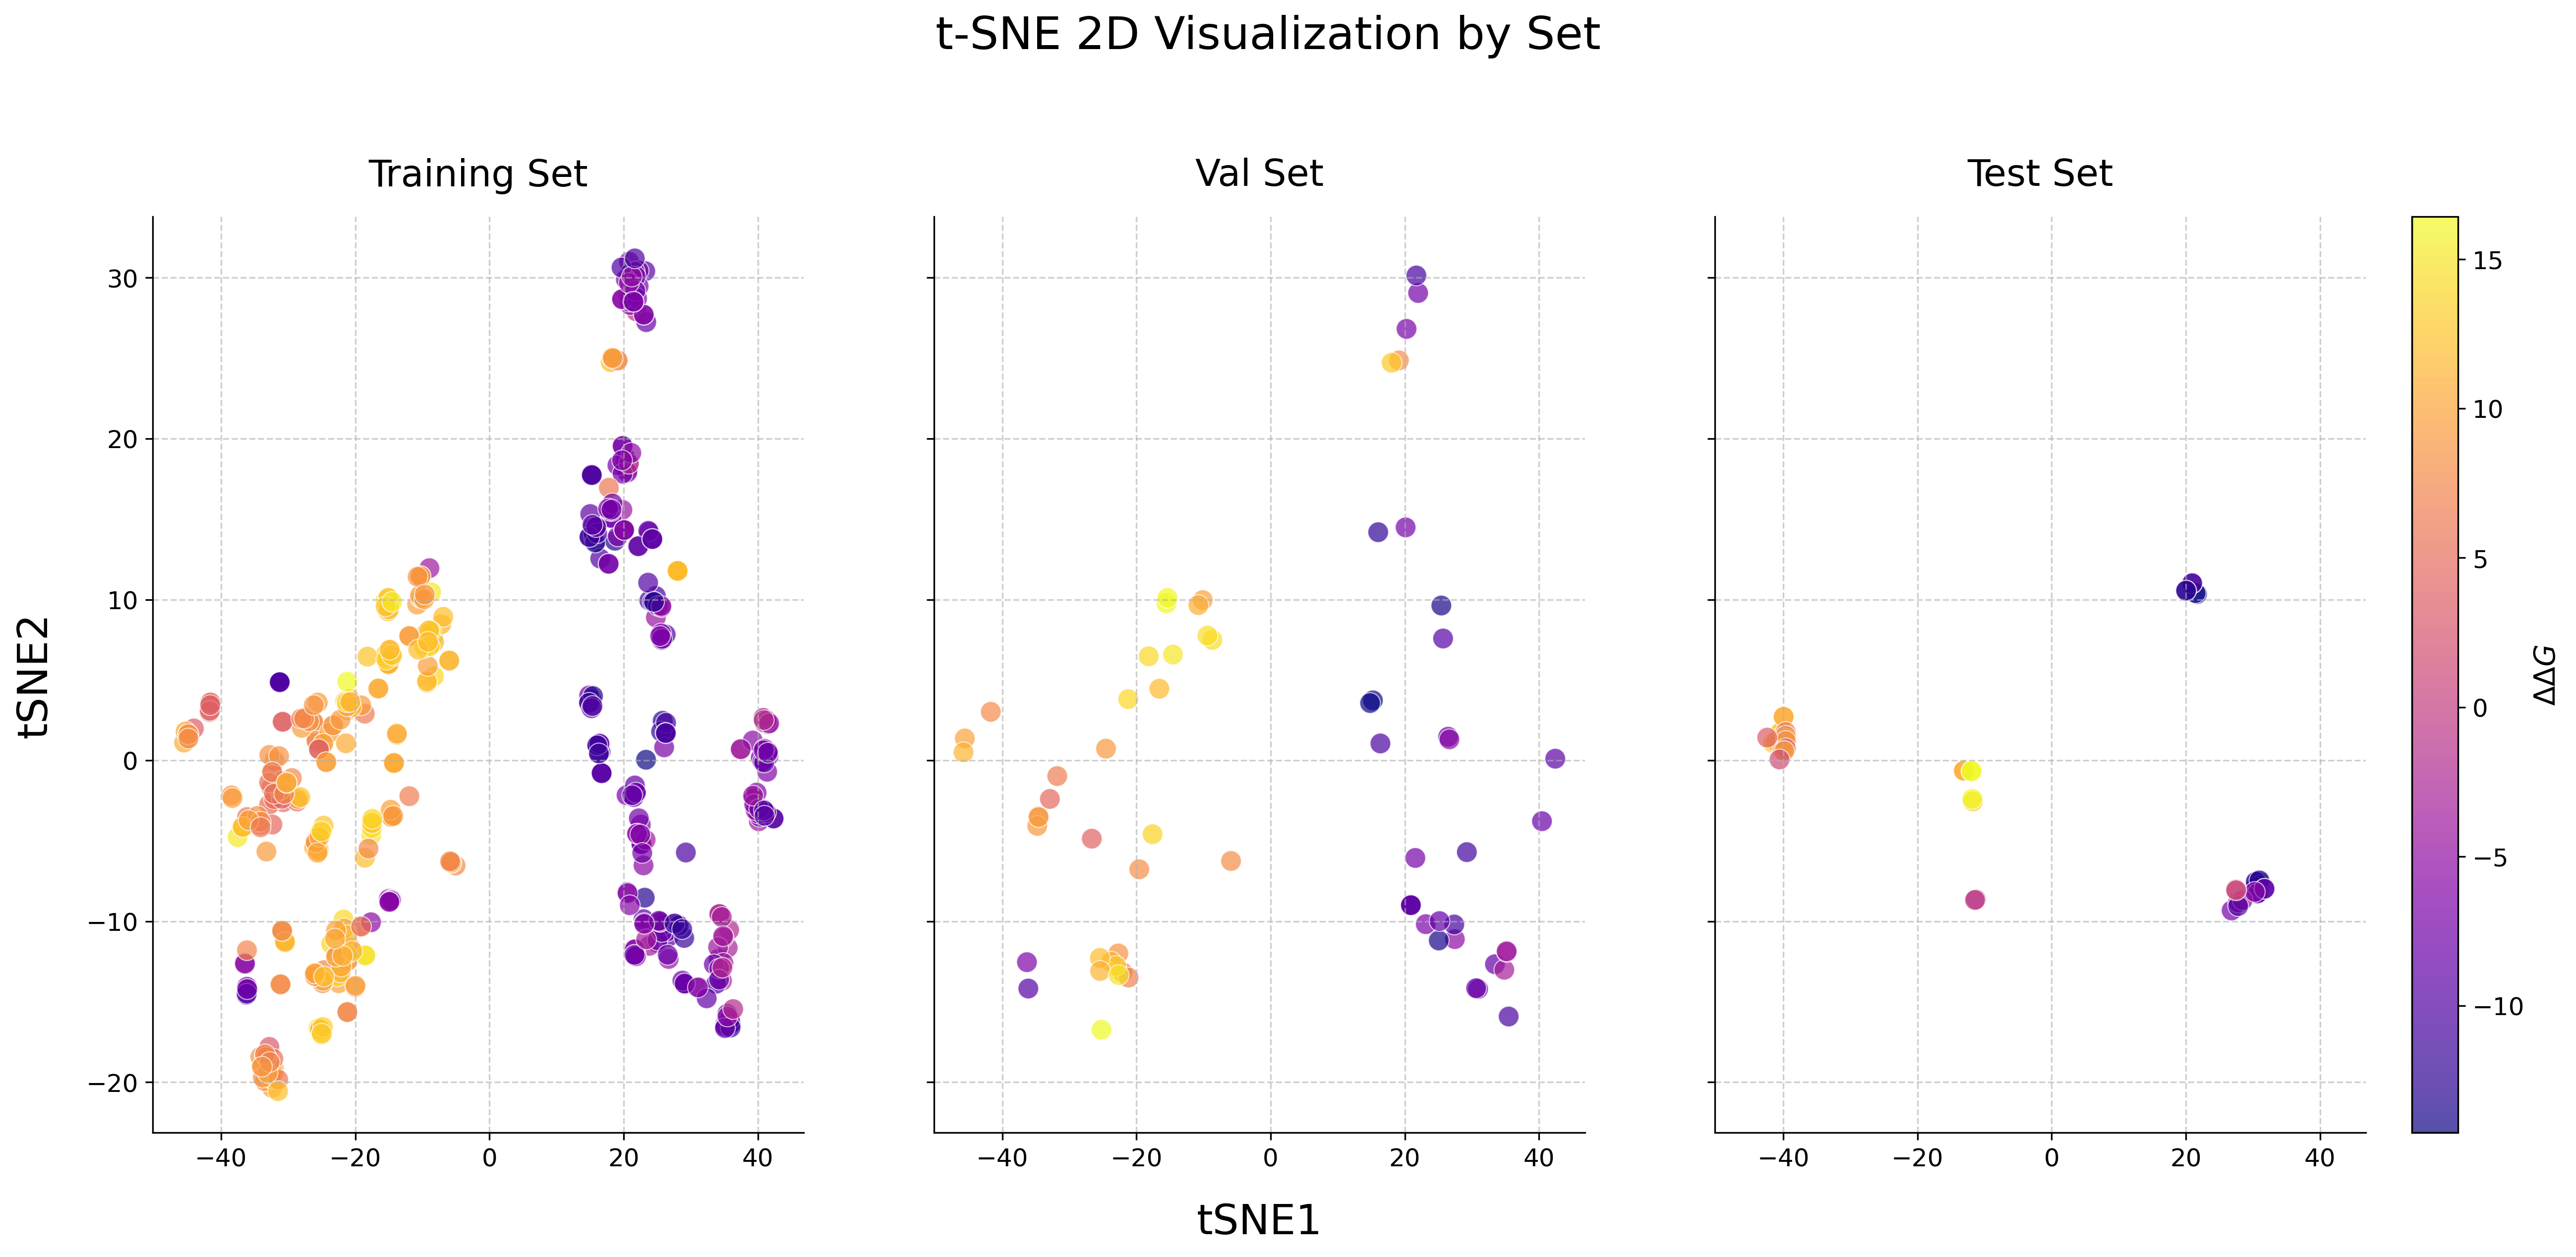 t-SNE 2D Visualization by Set
Training Set
Val Set
Test Set
tSNE2
30
20
10
0
−10
−20
−40 −20 0 20 40
−40 −20 0 20 40
−40 −20 0 20 40
tSNE1
15
10
5
0
−5
−10
ΔΔG